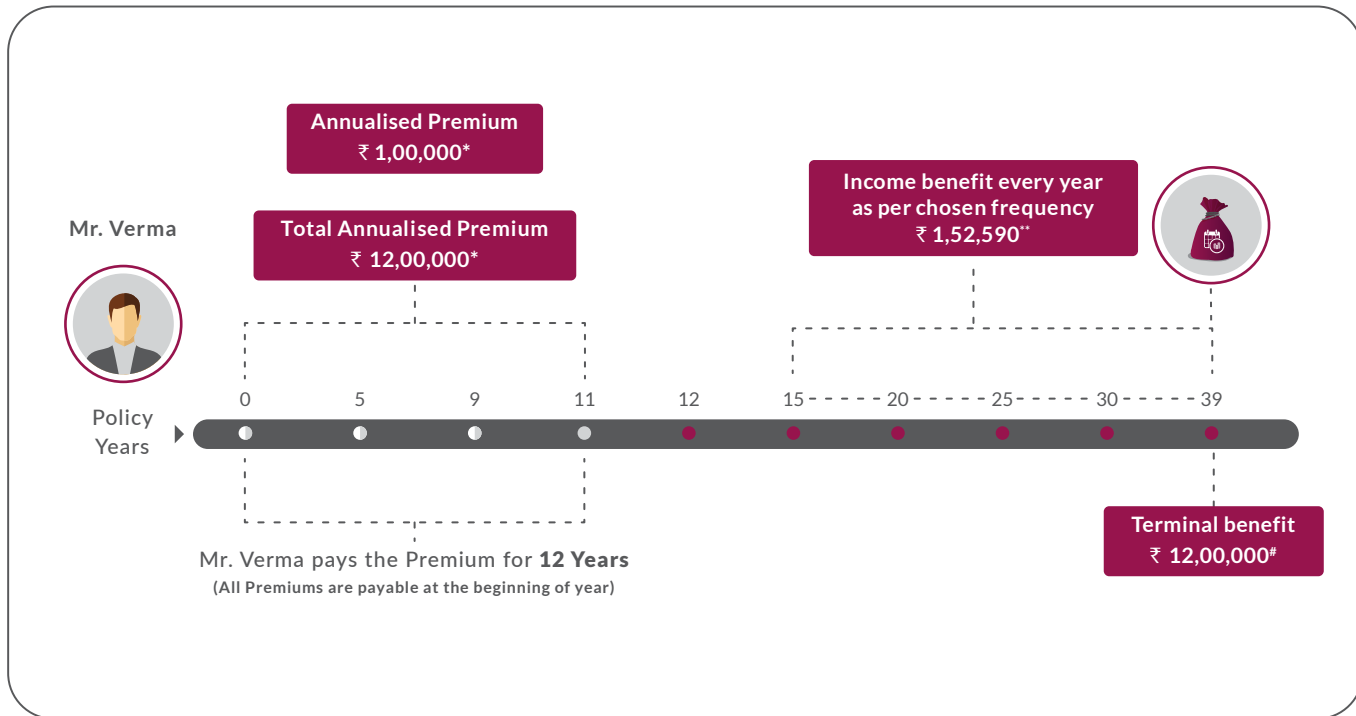 Annualised Premium
₹ 1,00,000*
Total Annualised Premium
₹ 12,00,000*
Income benefit every year
as per chosen frequency
₹ 1,52,590**
Mr. Verma
0 5 9 11 12 15 20 25 30 39
Policy
Years
Mr. Verma pays the Premium for 12 Years
(All Premiums are payable at the beginning of year)
Terminal benefit
₹ 12,00,000#